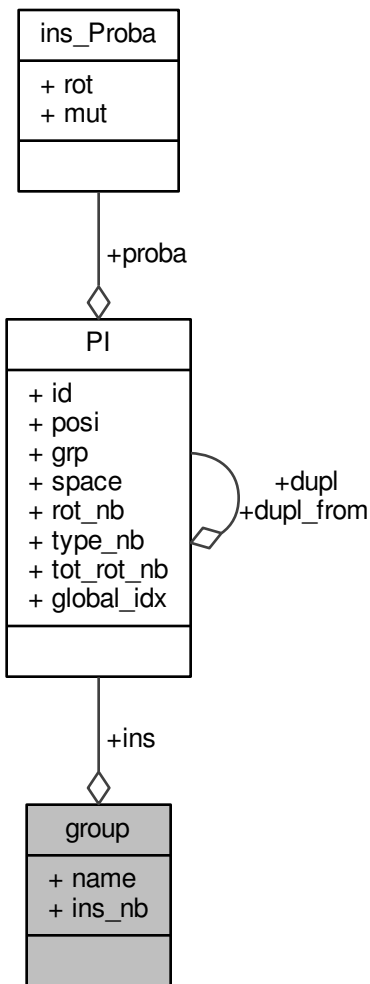 ins_Proba
+ rot
+ mut
+proba
PI
+ id
+ posi
+ grp
+ space
+ rot_nb
+ type_nb
+ tot_rot_nb
+ global_idx
+dupl
+dupl_from
+ins
group
+ name
+ ins_nb